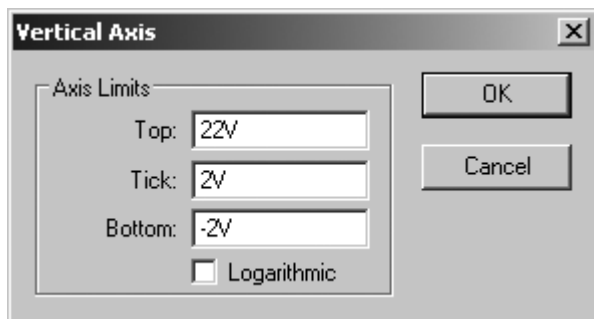 Vertical Axis
Axis Limits
Top: 22V
Tick: 2V
Bottom: -2V
Logarithmic
OK
Cancel